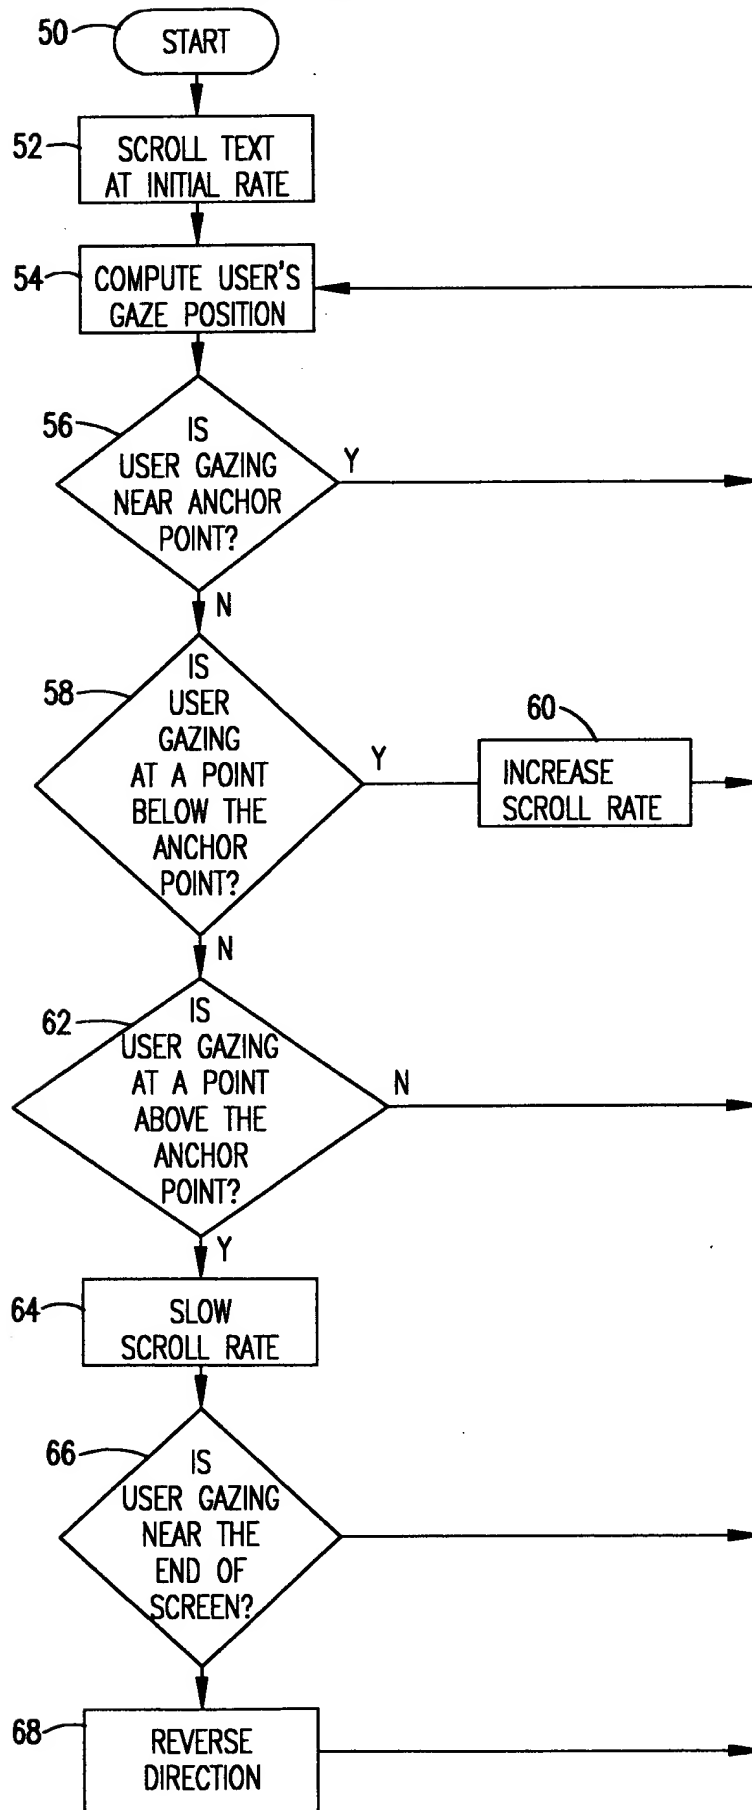 50
START
52
SCROLL TEXT
AT INITIAL RATE
54
COMPUTE USER'S
GAZE POSITION
56
IS
USER GAZING
NEAR ANCHOR
POINT?
Y
N
58
IS
USER
GAZING
AT A POINT
BELOW THE
ANCHOR
POINT?
Y
60
INCREASE
SCROLL RATE
N
62
IS
USER GAZING
AT A POINT
ABOVE THE
ANCHOR
POINT?
N
Y
64
SLOW
SCROLL RATE
66
IS
USER GAZING
NEAR THE
END OF
SCREEN?
68
REVERSE
DIRECTION